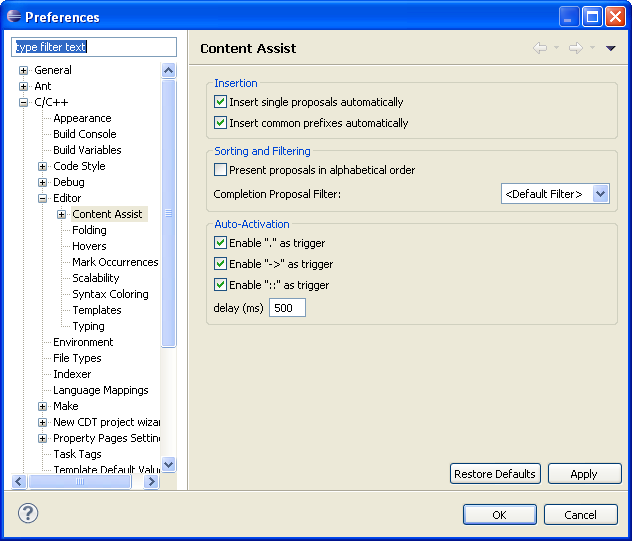 Preferences
type filter text
General
Ant
C/C++
Appearance
Build Console
Build Variables
Code Style
Debug
Editor
Content Assist
Folding
Hovers
Mark Occurrences
Scalability
Syntax Coloring
Templates
Typing
Environment
File Types
Indexer
Language Mappings
Make
New CDT project wizar
Property Pages Settin
Task Tags
Template Default Value
Content Assist
Insertion
Insert single proposals automatically
Insert common prefixes automatically
Sorting and Filtering
Present proposals in alphabetical order
Completion Proposal Filter: <Default Filter>
Auto-Activation
Enable "." as trigger
Enable "->" as trigger
Enable "::" as trigger
delay (ms) 500
Restore Defaults Apply
? OK Cancel